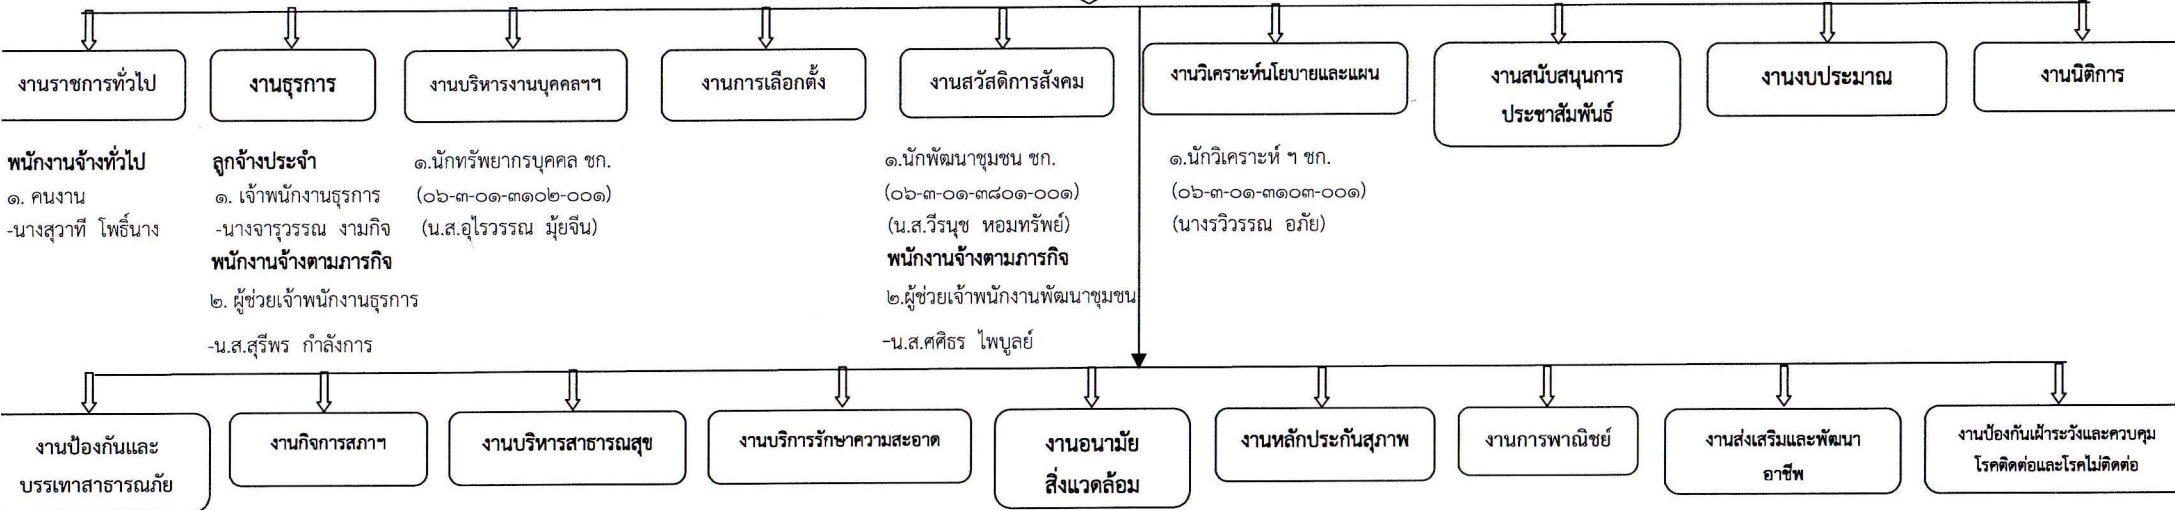 งานราชการทั่วไป
งานธุรการ
งานบริหารงานบุคคลฯฯ
งานการเลือกตั้ง
งานสวัสดิการสังคม
งานวิเคราะห์นโยบายและแผน
งานสนับสนุนการ
ประชาสัมพันธ์
งานงบประมาณ
งานนิติการ
พนักงานจ้างทั่วไป
๑. คนงาน
-นางสุวาที โพธิ์นาง
ลูกจ้างประจำ
๑. เจ้าพนักงานธุรการ
-นางจารุวรรณ งามกิจ
พนักงานจ้างตามภารกิจ
๒. ผู้ช่วยเจ้าพนักงานธุรการ
-น.ส.สุรีพร กำลังการ
๑.นักทรัพยากรบุคคล ชก.
(๐๖-๓-๐๑-๓๑๐๒-๐๐๑)
(น.ส.อุไรวรรณ มุ้ยจีน)
๑.นักพัฒนาชุมชน ชก.
(๐๖-๓-๐๑-๓๘๐๑-๐๐๑)
(น.ส.วีรนุช หอมทรัพย์)
พนักงานจ้างตามภารกิจ
๒.ผู้ช่วยเจ้าพนักงานพัฒนาชุมชน
-น.ส.ศศิธร ไพบูลย์
๑.นักวิเคราะห์ ฯ ชก.
(๐๖-๓-๐๑-๓๑๐๓-๐๐๑)
(นางรวิวรรณ อภัย)
งานป้องกันและ
บรรเทาสาธารณภัย
งานกิจการสภาฯ
งานบริหารสาธารณสุข
งานบริการรักษาความสะอาด
งานอนามัย
สิ่งแวดล้อม
งานหลักประกันสุภาพ
งานการพาณิชย์
งานส่งเสริมและพัฒนา
อาชีพ
งานป้องกันเฝ้าระวังและควบคุม
โรคติดต่อและโรคไม่ติดต่อ